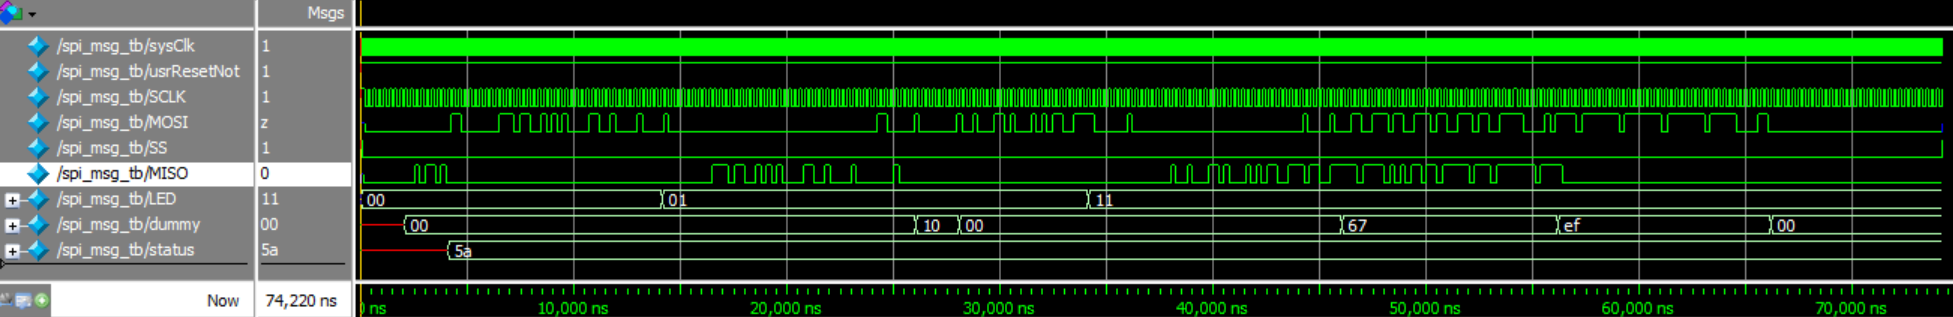 Msgs
/spi_msg_tb/sysClk 1
/spi_msg_tb/usrResetNot 1
/spi_msg_tb/SCLK 1
/spi_msg_tb/MOSI z
/spi_msg_tb/SS 1
/spi_msg_tb/MISO 0
/spi_msg_tb/LED 11 00 01 11
/spi_msg_tb/dummy 00 00 10 00 67 ef 00
/spi_msg_tb/status 5a 5a
Now 74,220 ns ns 10,000 ns 20,000 ns 30,000 ns 40,000 ns 50,000 ns 60,000 ns 70,000 ns